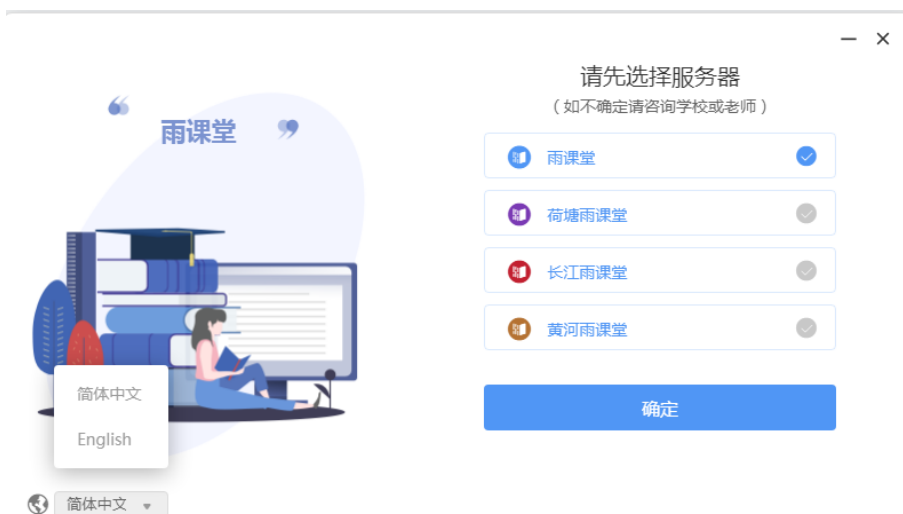 雨课堂
请先选择服务器
（如不确定请咨询学校或老师）
雨课堂
荷塘雨课堂
长江雨课堂
黄河雨课堂
确定
简体中文
English
简体中文